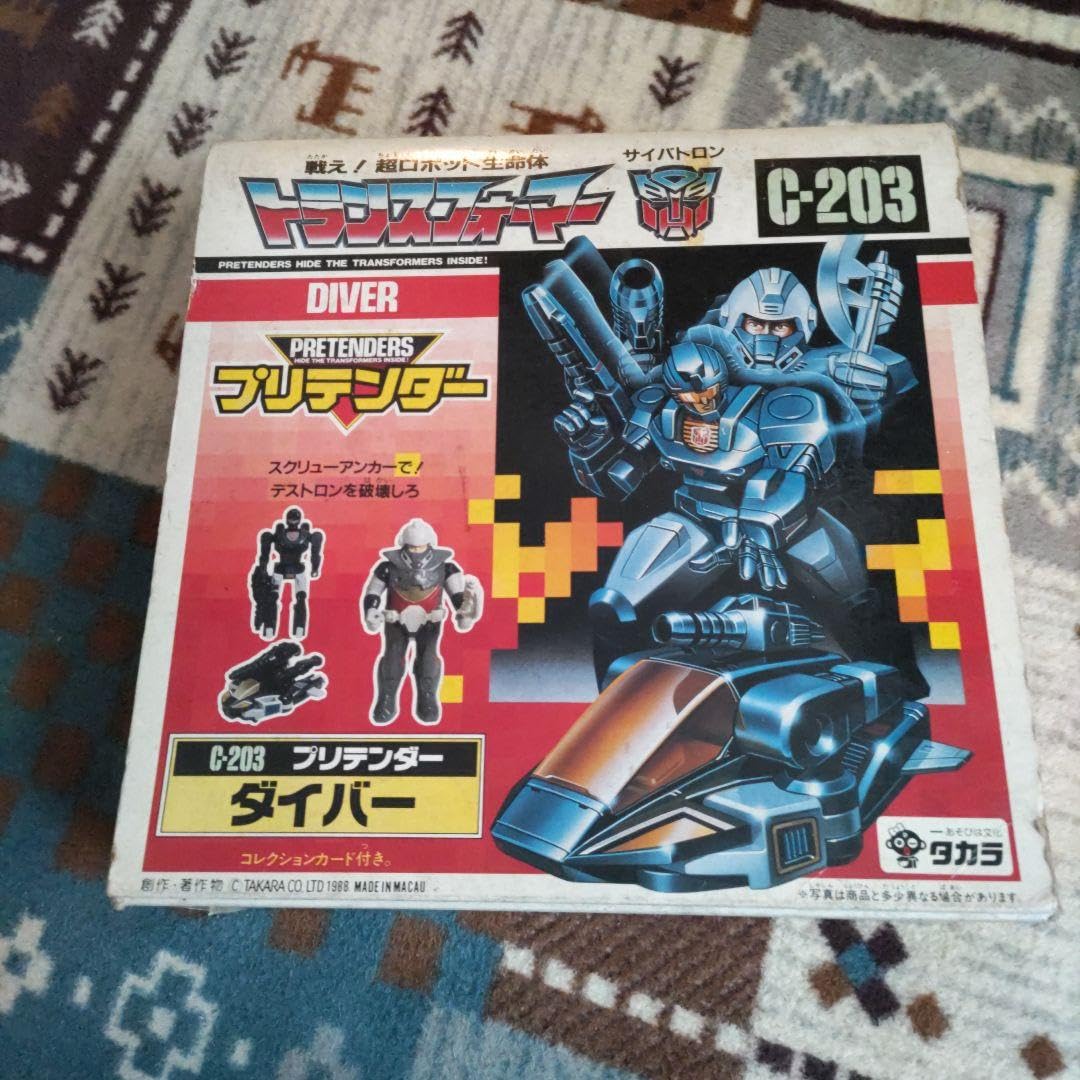 戦え！超ロボット生命体
トランスフォーマー
サイバトロン
C-203
PRETENDERS HIDE THE TRANSFORMERS INSIDE!
DIVER
PRETENDERS
HIDE THE TRANSFORMERS INSIDE!
プリテンダー
スクリューアンカーで！
デストロンを破壊しろ
C-203 プリテンダー
ダイバー
コレクションカード付き。
創作・著作物 © TAKARA CO. LTD 1988 MADE IN MACAU
あそびは文化
タカラ
※写真は商品と多少異なる場合があります